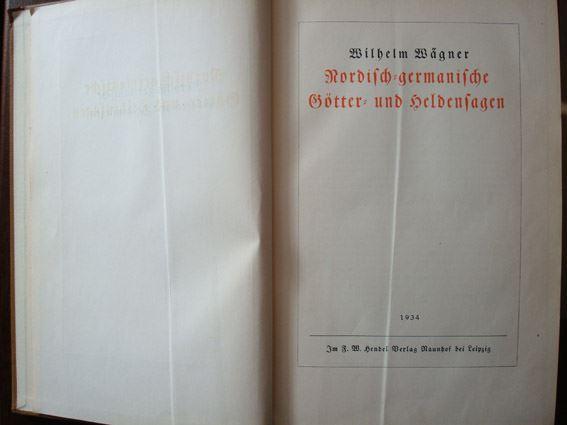 Wilhelm Wägner
Nordiſch-germaniſche
Götter- und Heldenſagen
1934
Im F. W. Hendel Verlag Naunhof bei Leipzig